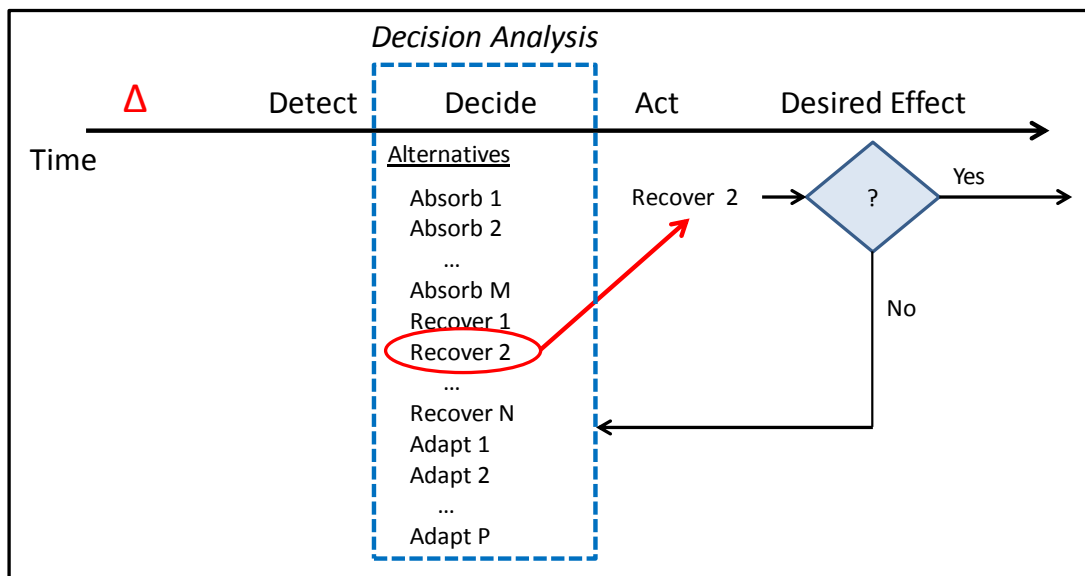 Decision Analysis
Δ Detect Decide Act Desired Effect
Time
Alternatives
Absorb 1
Absorb 2
...
Absorb M
Recover 1
Recover 2
...
Recover N
Adapt 1
Adapt 2
...
Adapt P
Recover 2
?
Yes
No